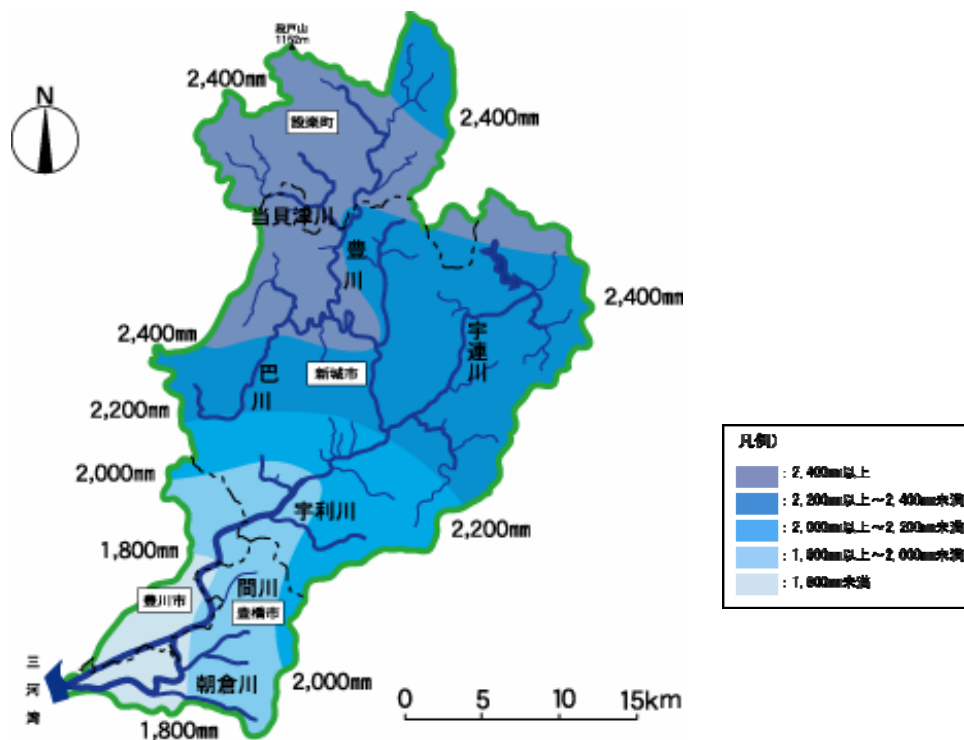 段戸山
1152m
2,400㎜
N
2,400㎜
設楽町
当貝津川
豊川
2,400㎜
2,400㎜
宇連川
新城市
巴川
2,200㎜
2,000㎜
宇利川
2,200㎜
1,800㎜
間川
豊川市
豊橋市
三河湾
朝倉川
2,000㎜
1,800㎜
0 5 10 15km
凡例)
: 2,400㎜以上
: 2,200㎜以上～2,400㎜未満
: 2,000㎜以上～2,200㎜未満
: 1,800㎜以上～2,000㎜未満
: 1,800㎜未満